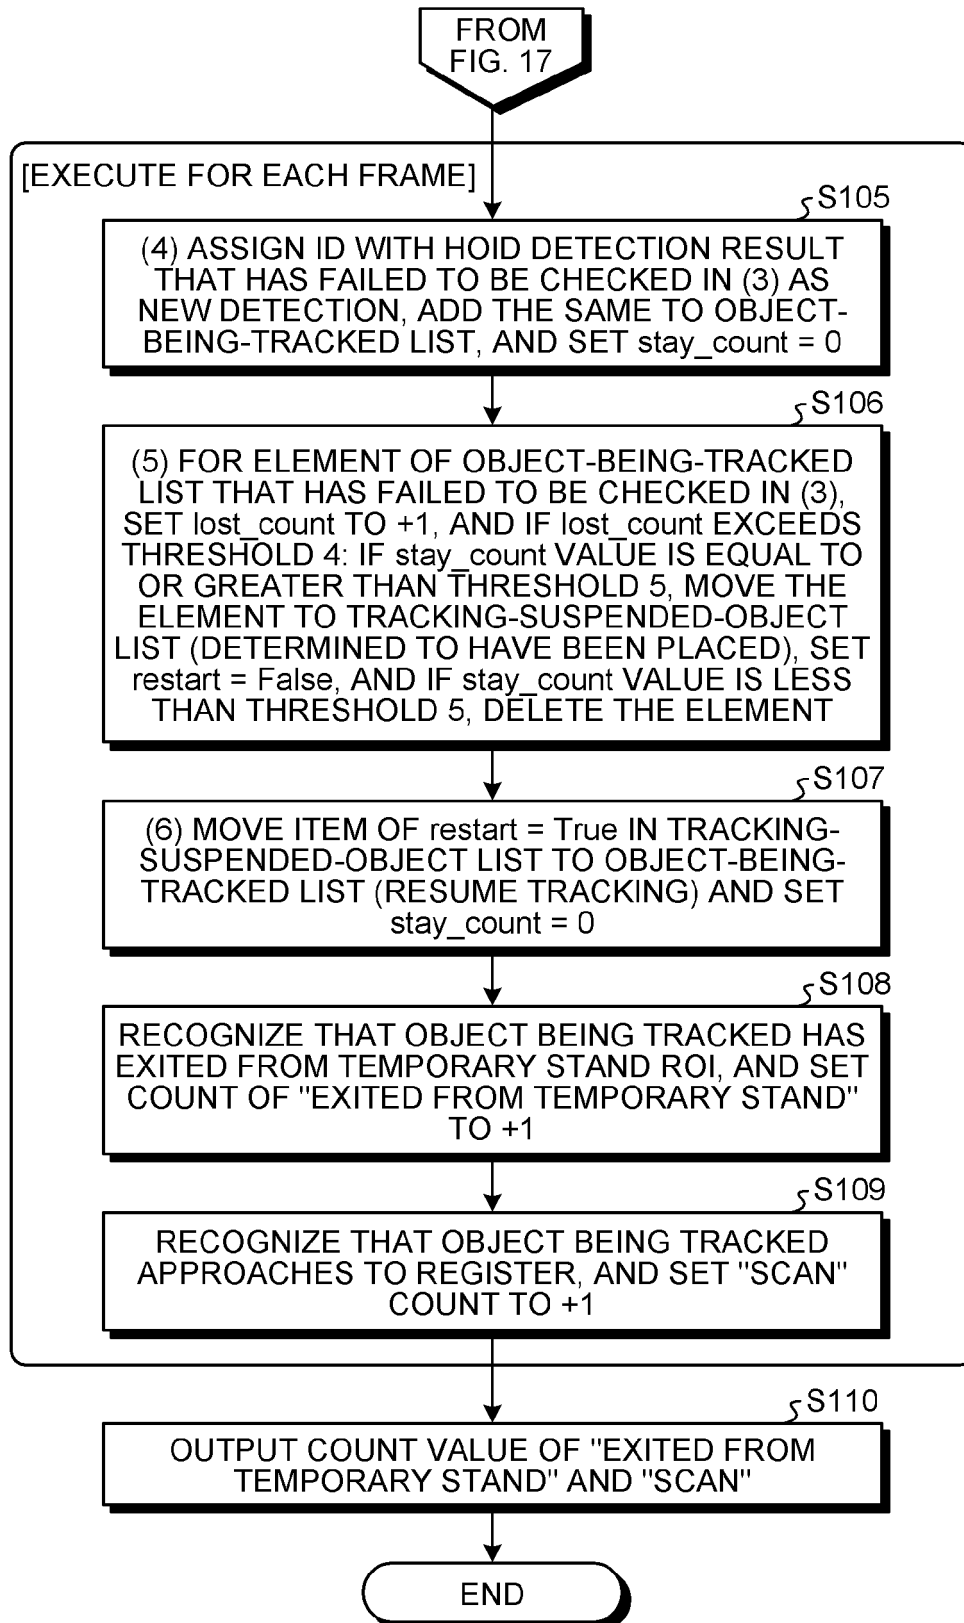 FROM
FIG. 17
[EXECUTE FOR EACH FRAME]
S105
(4) ASSIGN ID WITH HOID DETECTION RESULT
THAT HAS FAILED TO BE CHECKED IN (3) AS
NEW DETECTION, ADD THE SAME TO OBJECT-
BEING-TRACKED LIST, AND SET stay_count = 0
S106
(5) FOR ELEMENT OF OBJECT-BEING-TRACKED
LIST THAT HAS FAILED TO BE CHECKED IN (3),
SET lost_count TO +1, AND IF lost_count EXCEEDS
THRESHOLD 4: IF stay_count VALUE IS EQUAL TO
OR GREATER THAN THRESHOLD 5, MOVE THE
ELEMENT TO TRACKING-SUSPENDED-OBJECT
LIST (DETERMINED TO HAVE BEEN PLACED), SET
restart = False, AND IF stay_count VALUE IS LESS
THAN THRESHOLD 5, DELETE THE ELEMENT
S107
(6) MOVE ITEM OF restart = True IN TRACKING-
SUSPENDED-OBJECT LIST TO OBJECT-BEING-
TRACKED LIST (RESUME TRACKING) AND SET
stay_count = 0
S108
RECOGNIZE THAT OBJECT BEING TRACKED HAS
EXITED FROM TEMPORARY STAND ROI, AND SET
COUNT OF "EXITED FROM TEMPORARY STAND"
TO +1
S109
RECOGNIZE THAT OBJECT BEING TRACKED
APPROACHES TO REGISTER, AND SET "SCAN"
COUNT TO +1
S110
OUTPUT COUNT VALUE OF "EXITED FROM
TEMPORARY STAND" AND "SCAN"
END